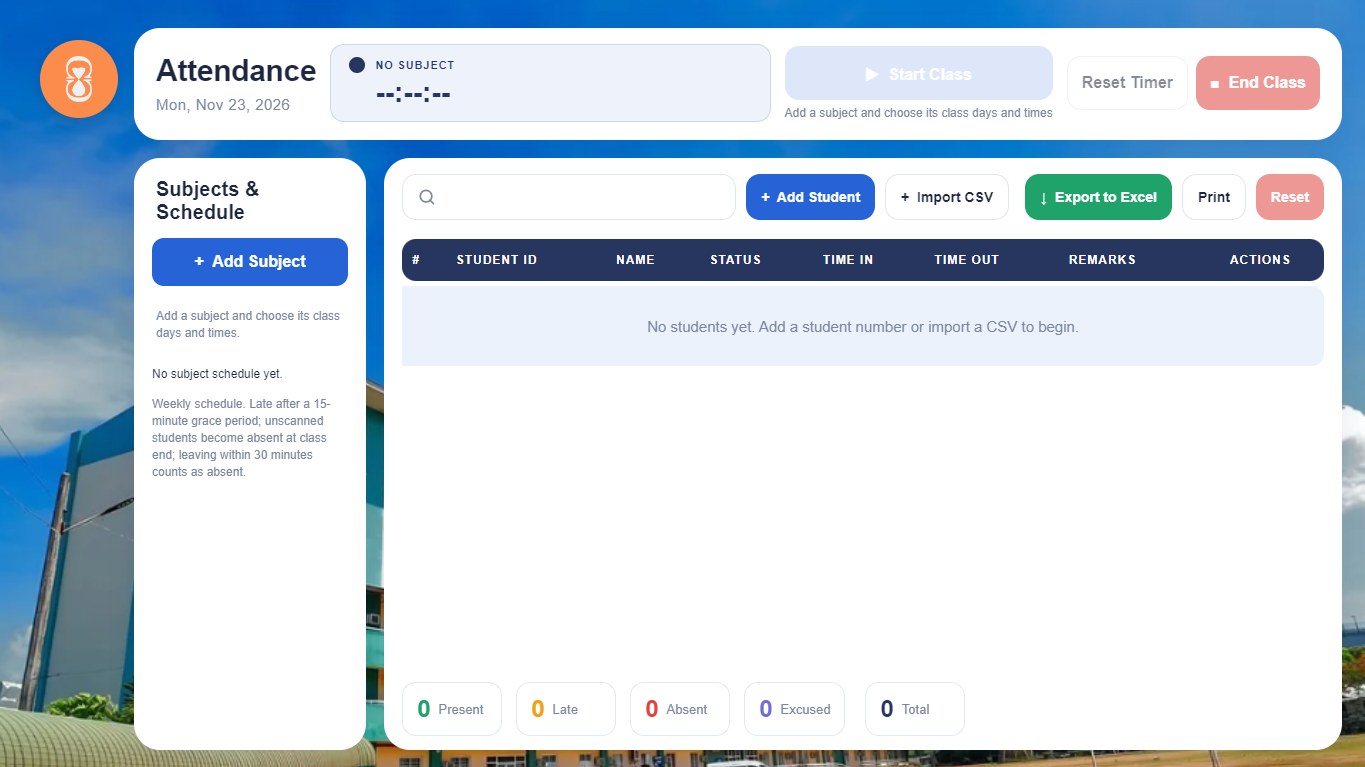 Attendance
Mon, Nov 23, 2026
NO SUBJECT
--:--:--
Start Class
Add a subject and choose its class days and times
Reset Timer
End Class
Subjects &
Schedule
+ Add Subject
Add a subject and choose its class
days and times.
No subject schedule yet.
Weekly schedule. Late after a 15-
minute grace period; unscanned
students become absent at class
end; leaving within 30 minutes
counts as absent.
+ Add Student
+ Import CSV
↓ Export to Excel
Print
Reset
# STUDENT ID NAME STATUS TIME IN TIME OUT REMARKS ACTIONS
No students yet. Add a student number or import a CSV to begin.
0 Present
0 Late
0 Absent
0 Excused
0 Total